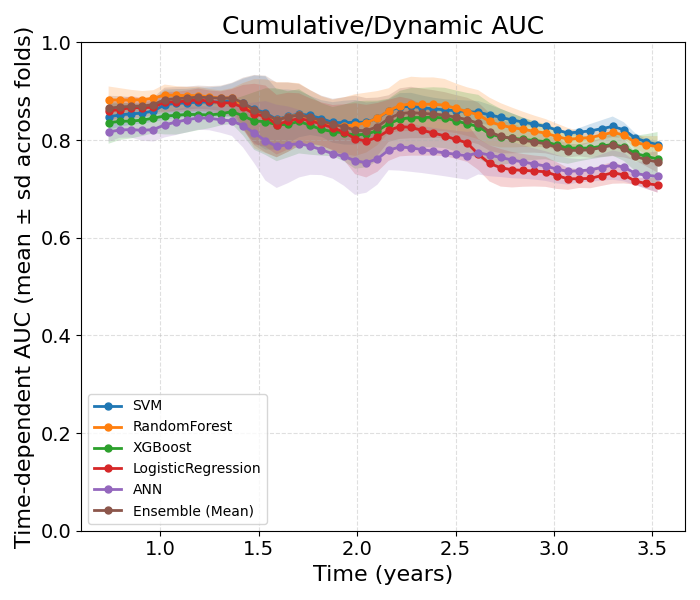 Cumulative/Dynamic AUC
Time-dependent AUC (mean ± sd across folds)
1.0
0.8
0.6
0.4
0.2
0.0
SVM
RandomForest
XGBoost
LogisticRegression
ANN
Ensemble (Mean)
1.0 1.5 2.0 2.5 3.0 3.5
Time (years)